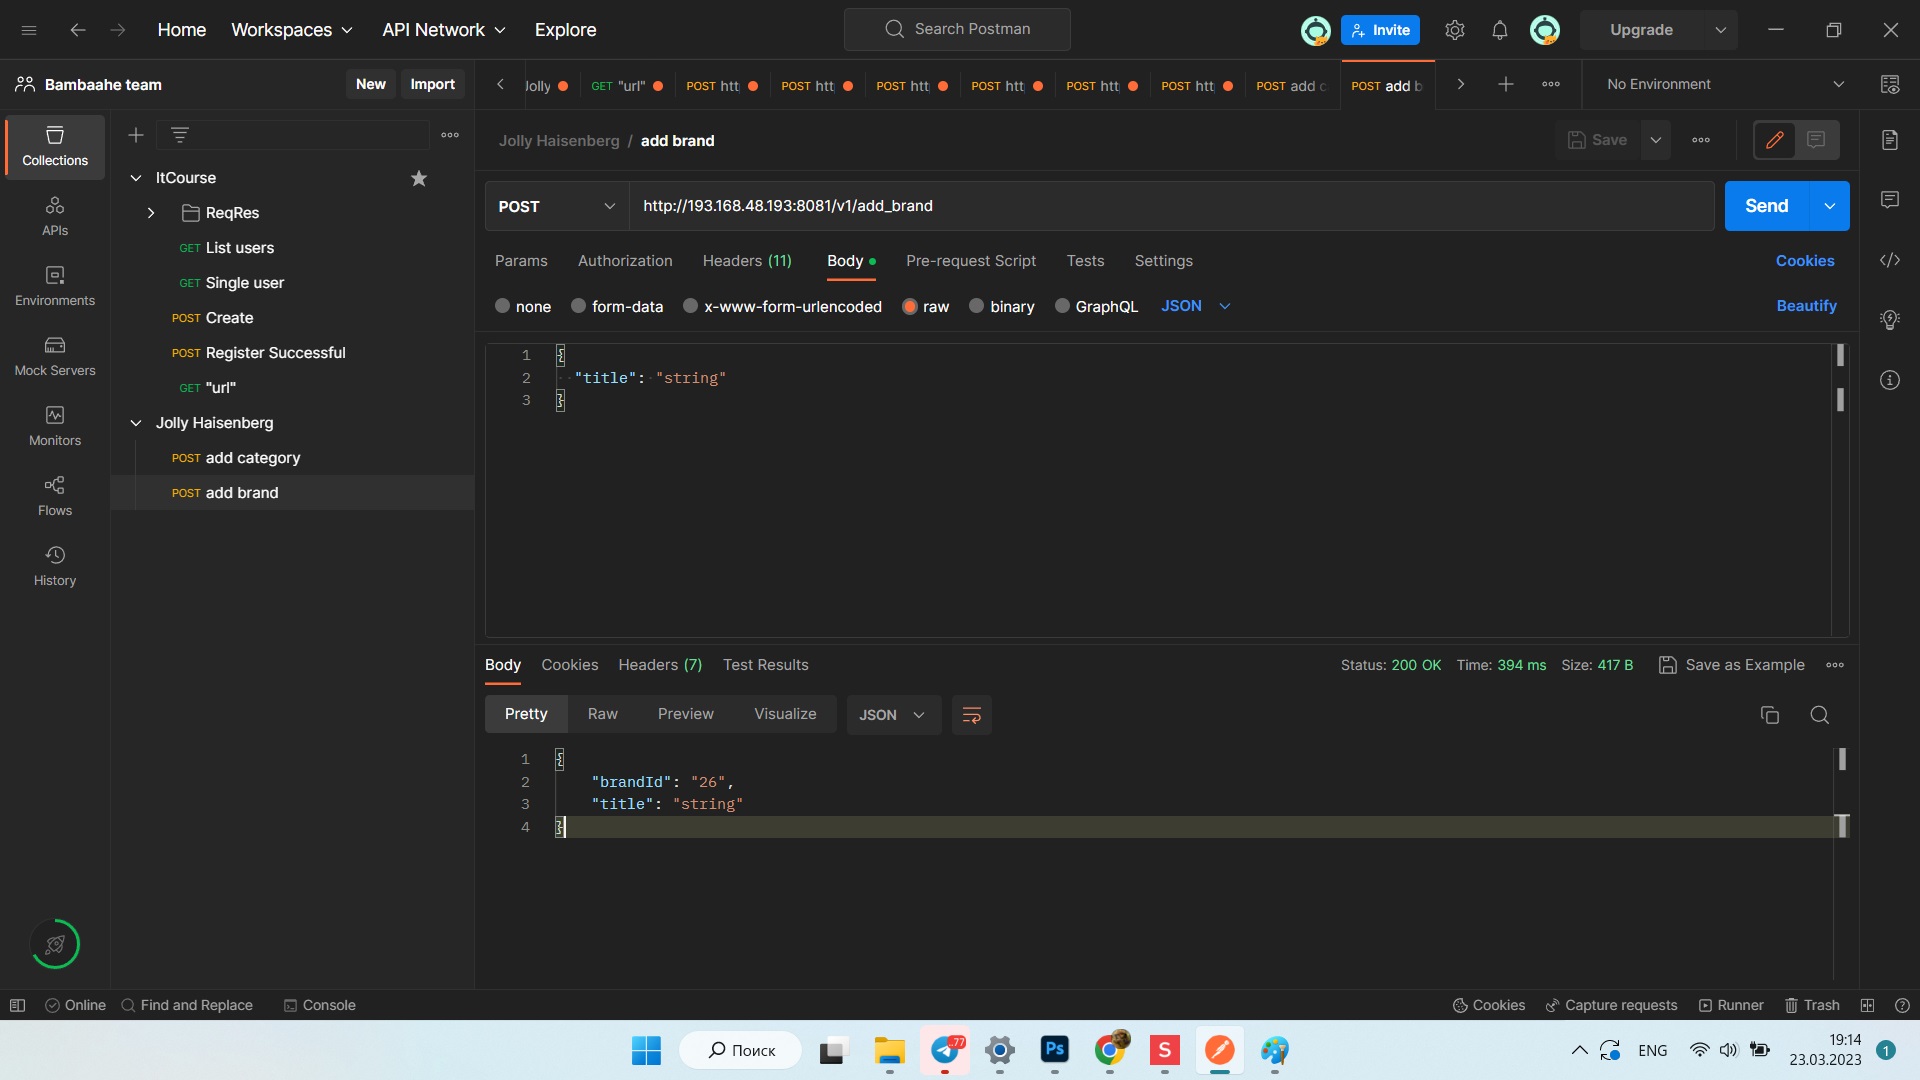 Home Workspaces API Network Explore Search Postman Invite Upgrade
Bambaahe team New Import
Jolly GET "url" POST htt POST htt POST htt POST htt POST htt POST htt POST add c POST add b No Environment
Collections
APIs
Environments
Mock Servers
Monitors
Flows
History
ItCourse
ReqRes
GET List users
GET Single user
POST Create
POST Register Successful
GET "url"
Jolly Haisenberg
POST add category
POST add brand
Jolly Haisenberg / add brand Save
POST http://193.168.48.193:8081/v1/add_brand Send
Params Authorization Headers (11) Body Pre-request Script Tests Settings Cookies
none form-data x-www-form-urlencoded raw binary GraphQL JSON Beautify
1 {
2 "title": "string"
3 }
Body Cookies Headers (7) Test Results Status: 200 OK Time: 394 ms Size: 417 B Save as Example
Pretty Raw Preview Visualize JSON
1 {
2 "brandId": "26",
3 "title": "string"
4 }
Online Find and Replace Console Cookies Capture requests Runner Trash
Поиск 77 Ps S ENG 19:14
23.03.2023 1